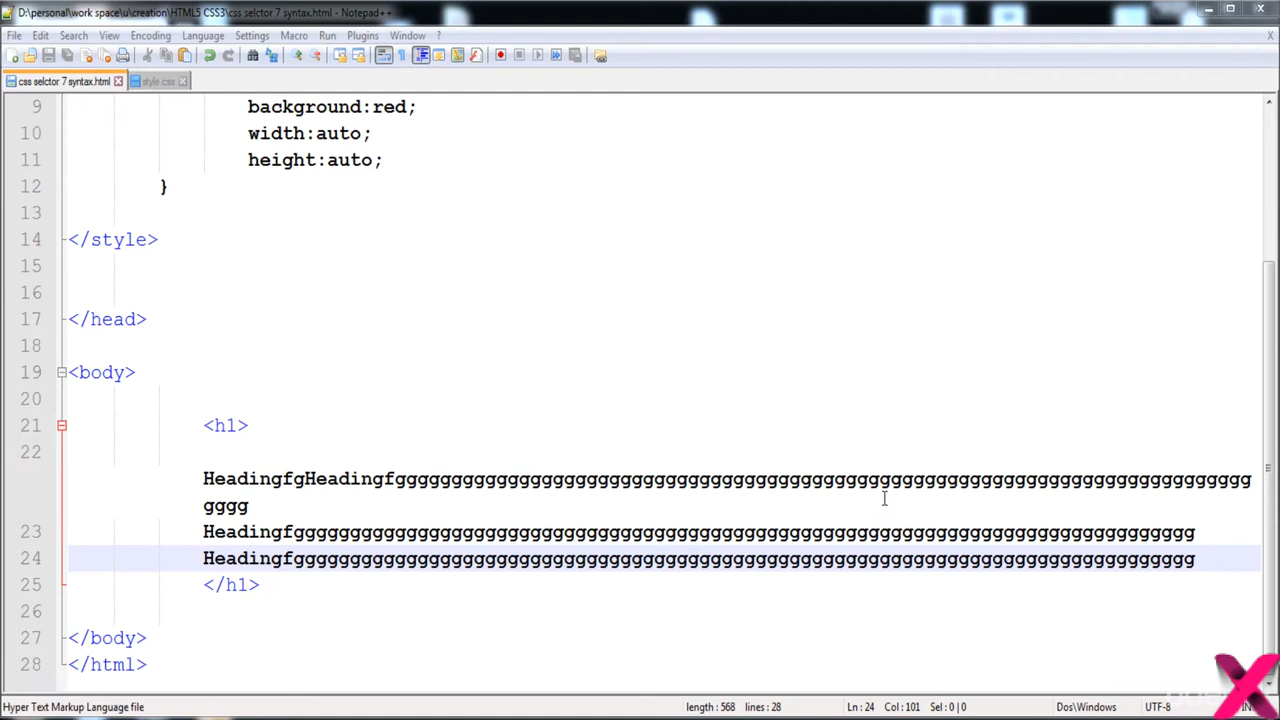 D:\personal\work space\u\creation\HTML5 CSS3\css selctor 7 syntax.html - Notepad++
File Edit Search View Encoding Language Settings Macro Run Plugins Window ? X
css selctor 7 syntax.html style.css
9 background:red;
10 width:auto;
11 height:auto;
12 }
13
14 </style>
15
16
17 </head>
18
19 <body>
20
21 <h1>
22
HeadingfgHeadingfgggggggggggggggggggggggggggggggggggggggggggggggggggggggggggggggggggggggggggg
gggg
23 Headingfgggggggggggggggggggggggggggggggggggggggggggggggggggggggggggggggggggggggggggggggg
24 Headingfgggggggggggggggggggggggggggggggggggggggggggggggggggggggggggggggggggggggggggggggg
25 </h1>
26
27 </body>
28 </html>
Hyper Text Markup Language file length : 568 lines : 28 Ln : 24 Col : 101 Sel : 0 | 0 Dos\Windows UTF-8